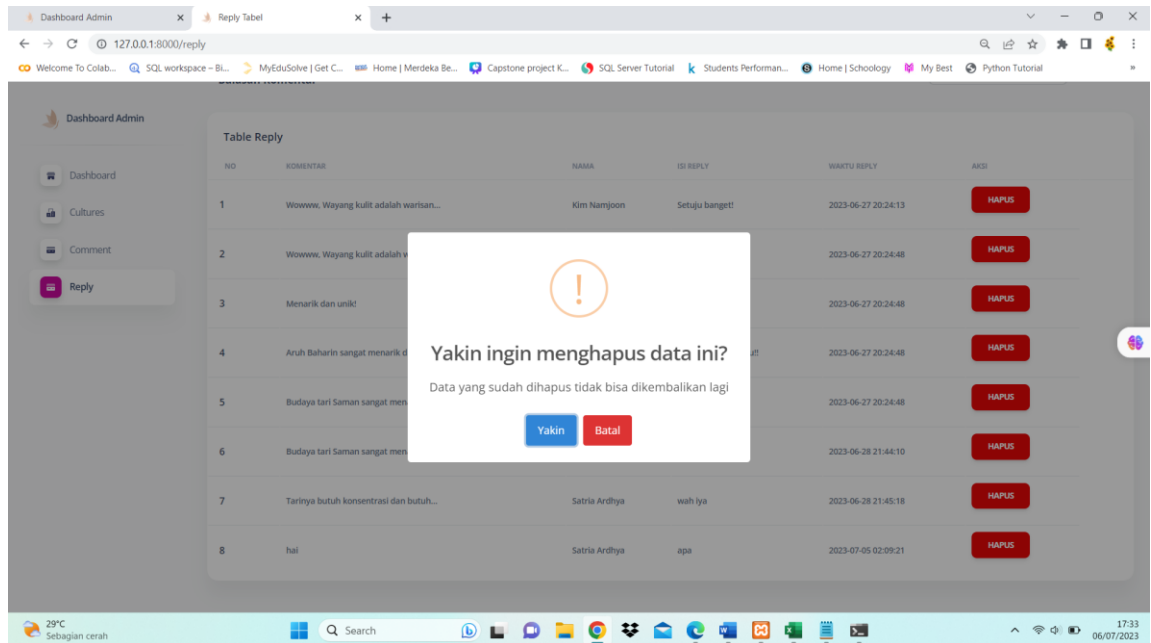 Dashboard Admin
Reply Tabel
127.0.0.1:8000/reply
Welcome To Colab...
SQL workspace – Bi...
MyEduSolve | Get C...
Home | Merdeka Be...
Capstone project K...
SQL Server Tutorial
Students Performan...
Home | Schoology
My Best
Python Tutorial
Dashboard Admin
Dashboard
Cultures
Comment
Reply
Table Reply
NO KOMENTAR NAMA ISI REPLY WAKTU REPLY AKSI
1 Wowww, Wayang kulit adalah warisan... Kim Namjoon Setuju banget! 2023-06-27 20:24:13 HAPUS
2 Wowww, Wayang kulit adalah w 2023-06-27 20:24:48 HAPUS
3 Menarik dan unik! 2023-06-27 20:24:48 HAPUS
4 Aruh Baharin sangat menarik d 2023-06-27 20:24:48 HAPUS
5 Budaya tari Saman sangat men 2023-06-27 20:24:48 HAPUS
6 Budaya tari Saman sangat men 2023-06-28 21:44:10 HAPUS
7 Tarinya butuh konsentrasi dan butuh... Satria Ardhya wah iya 2023-06-28 21:45:18 HAPUS
8 hai Satria Ardhya apa 2023-07-05 02:09:21 HAPUS
!
Yakin ingin menghapus data ini?
Data yang sudah dihapus tidak bisa dikembalikan lagi
Yakin Batal
29°C
Sebagian cerah
Search
17:33
06/07/2023